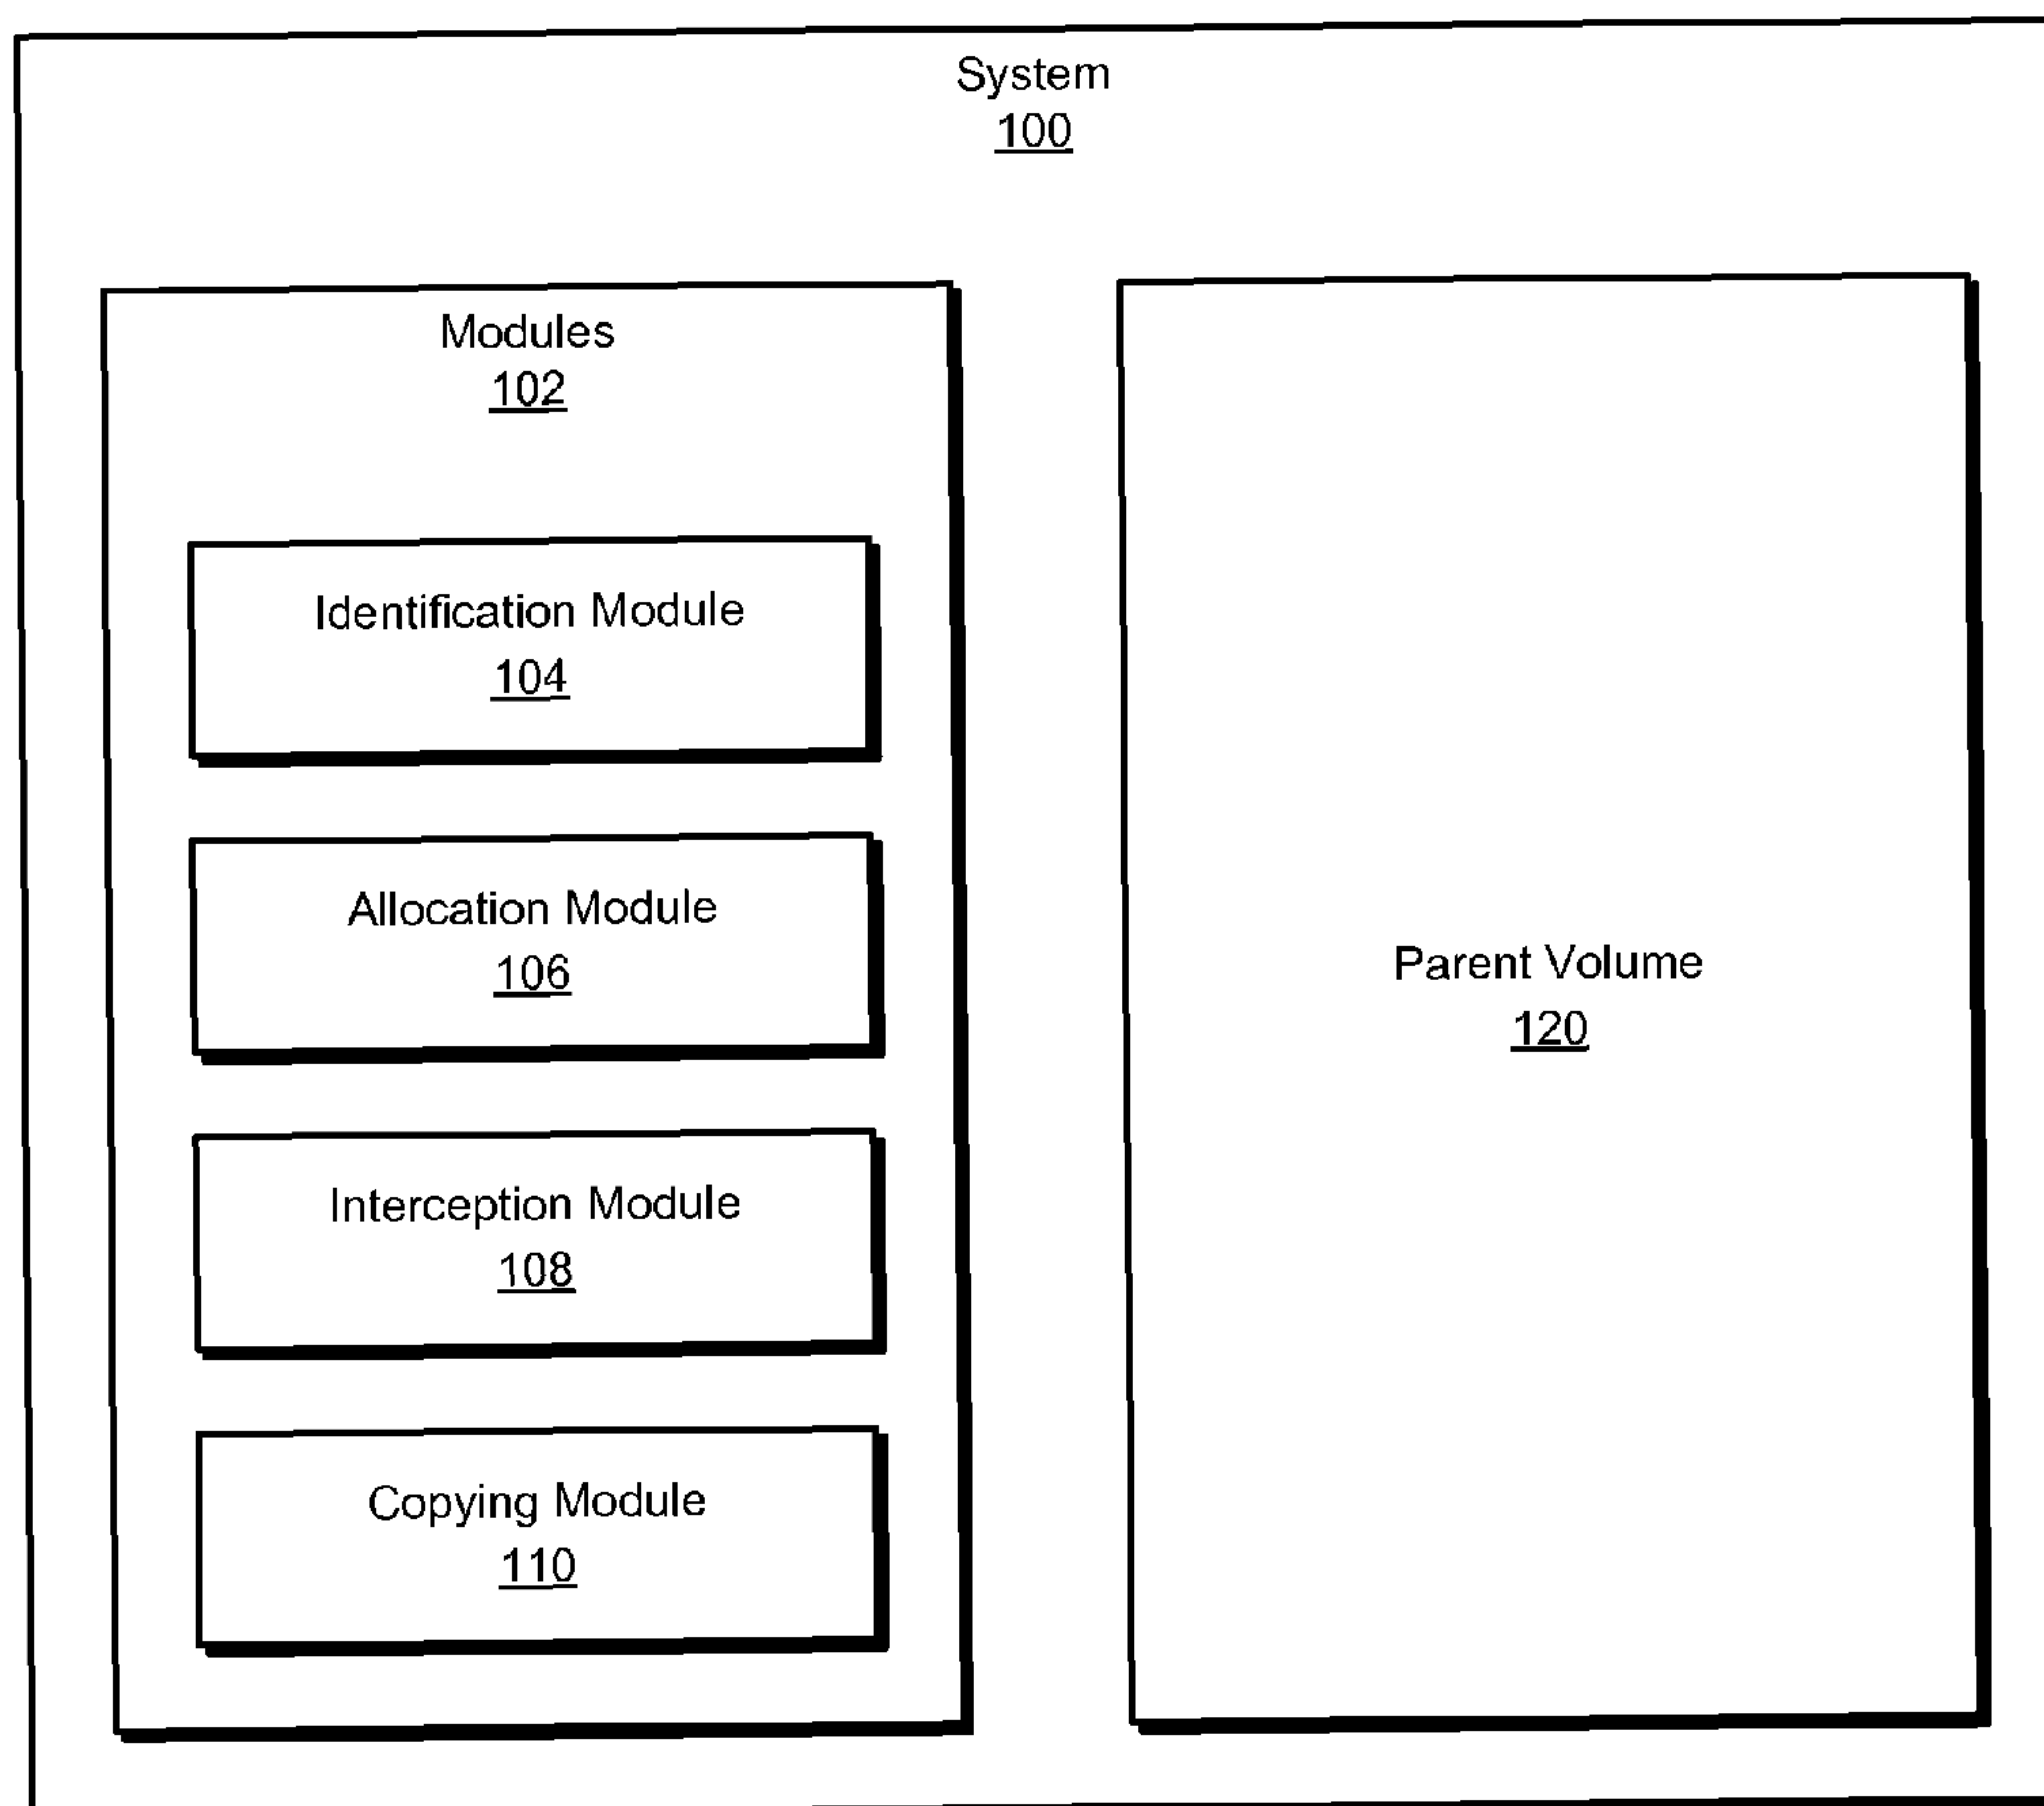 System
100
Modules
102
Identification Module
104
Allocation Module
106
Interception Module
108
Copying Module
110
Parent Volume
120